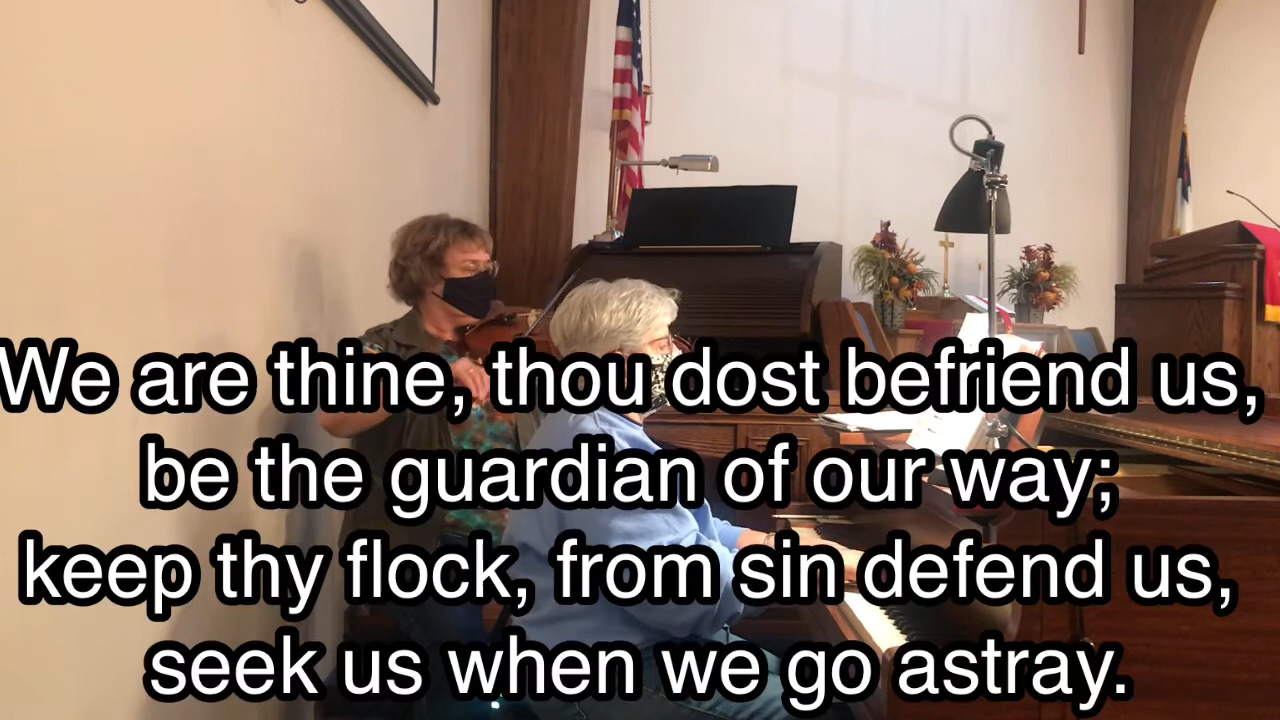 We are thine, thou dost befriend us,
be the guardian of our way;
keep thy flock, from sin defend us,
seek us when we go astray.